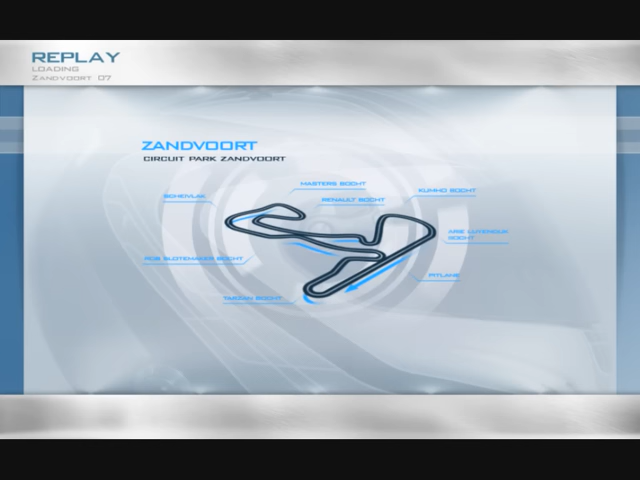 REPLAY
LOADING
ZANDVOORT 07
ZANDVOORT
CIRCUIT PARK ZANDVOORT
MASTERS BOCHT
SCHEIVLAK
RENAULT BOCHT
KUMHO BOCHT
ARIE LUYENDIJK
BOCHT
ROB SLOTEMAKER BOCHT
PITLANE
TARZAN BOCHT